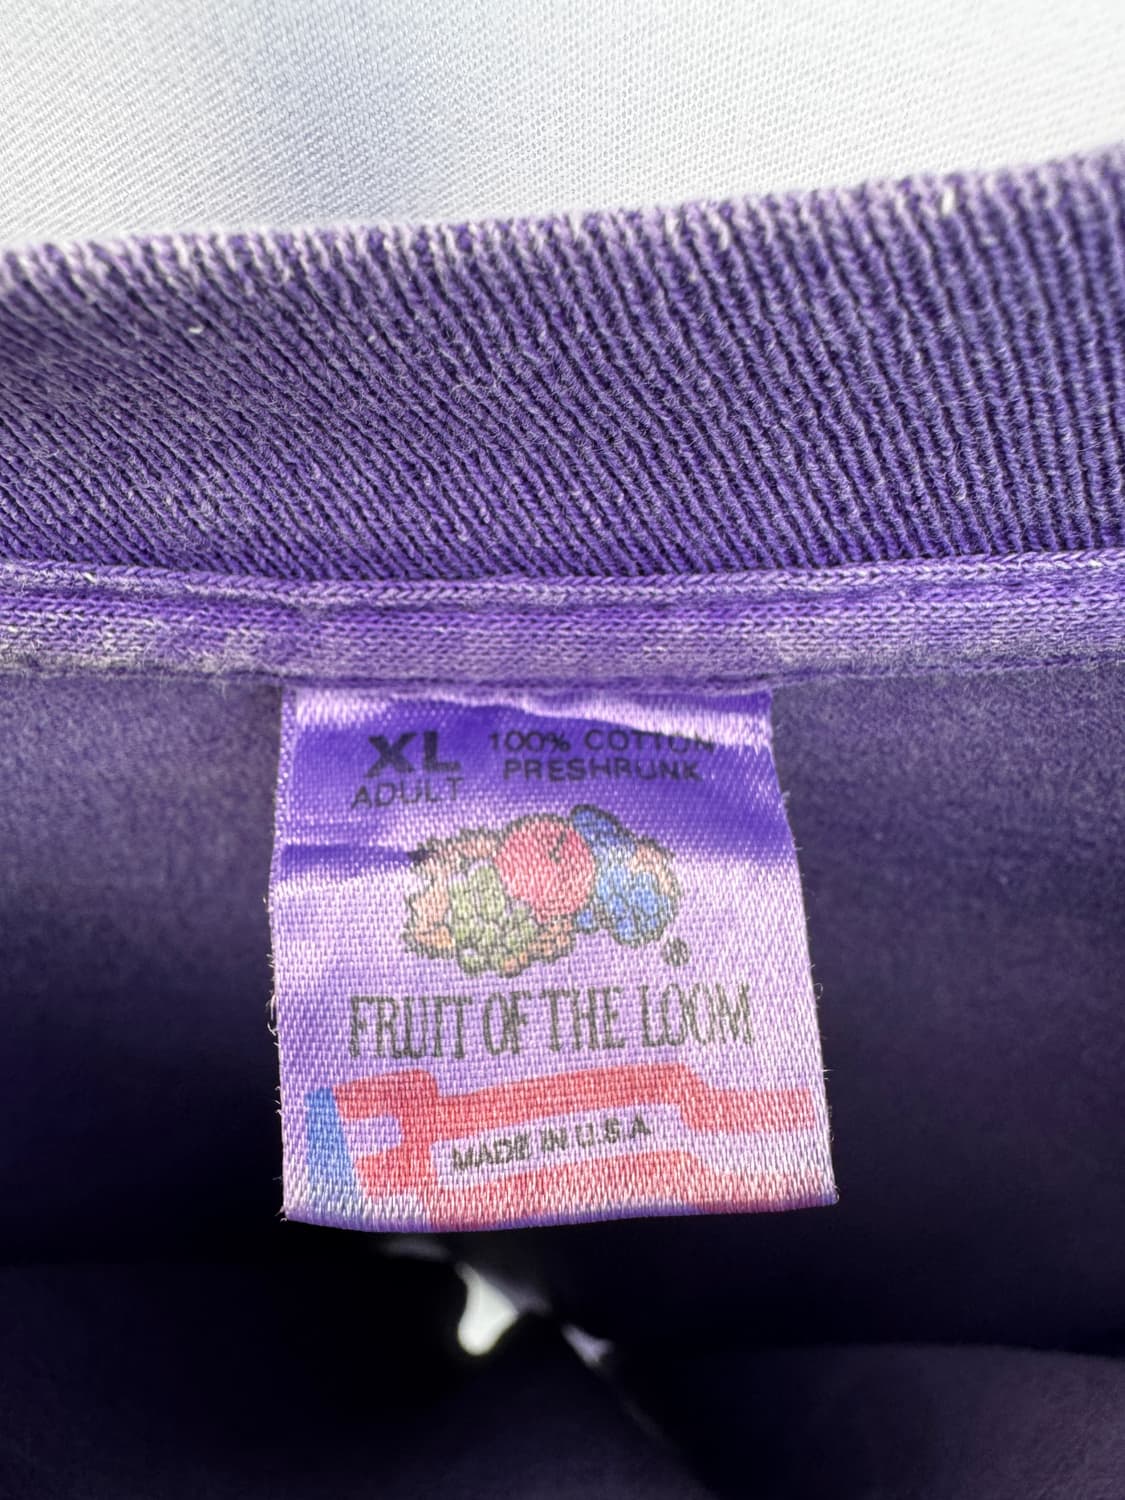 XL 100% COTTON
ADULT PRESHRUNK
®
FRUIT OF THE LOOM
MADE IN U.S.A